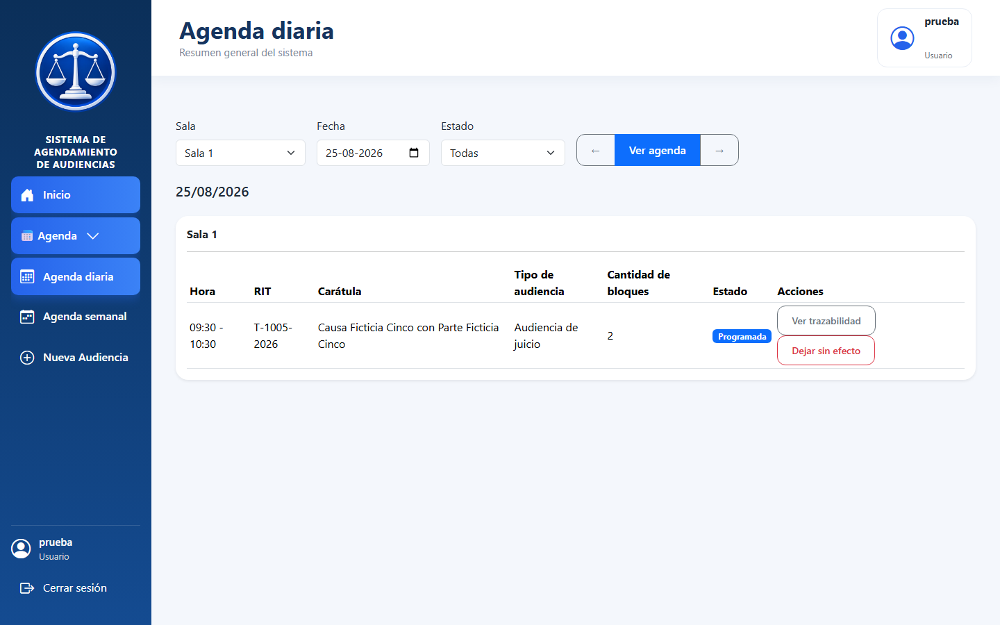 SISTEMA DE
AGENDAMIENTO
DE AUDIENCIAS
Inicio
Agenda
Agenda diaria
Agenda semanal
Nueva Audiencia
prueba
Usuario
Cerrar sesión
Agenda diaria
Resumen general del sistema
prueba
Usuario
Sala
Fecha
Estado
Sala 1
25-08-2026
Todas
←
Ver agenda
→
25/08/2026
Sala 1
Hora
RIT
Carátula
Tipo de
audiencia
Cantidad de
bloques
Estado
Acciones
09:30 -
10:30
T-1005-
2026
Causa Ficticia Cinco con Parte Ficticia
Cinco
Audiencia de
juicio
2
Programada
Ver trazabilidad
Dejar sin efecto